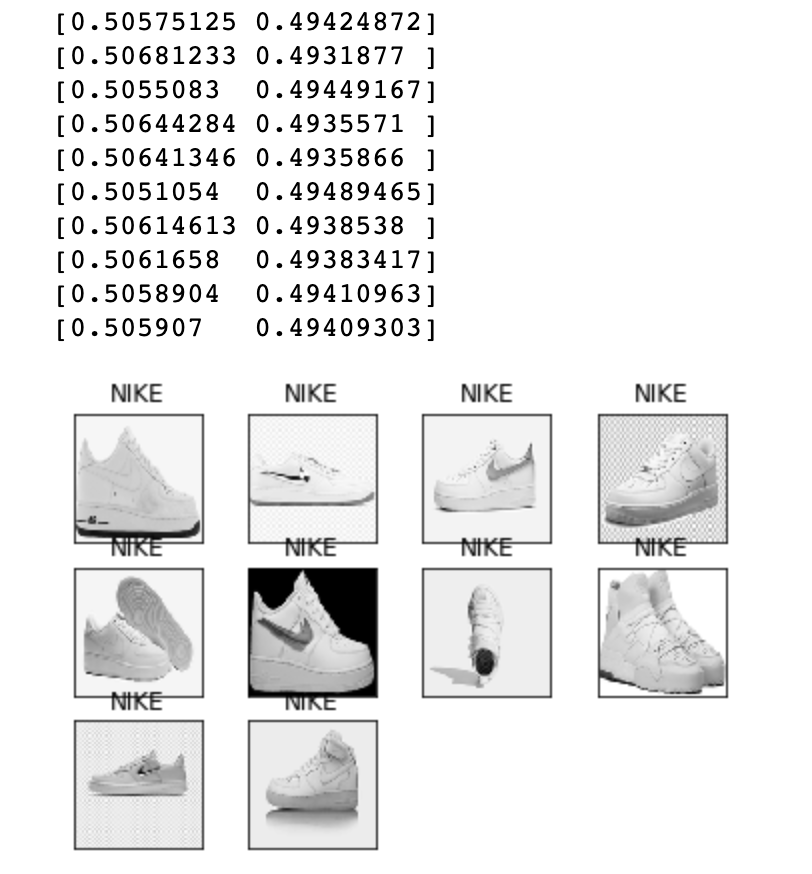 [0.50575125 0.49424872]
[0.50681233 0.4931877 ]
[0.5055083  0.49449167]
[0.50644284 0.4935571 ]
[0.50641346 0.4935866 ]
[0.5051054  0.49489465]
[0.50614613 0.4938538 ]
[0.5061658  0.49383417]
[0.5058904  0.49410963]
[0.505907   0.49409303]
NIKE NIKE NIKE NIKE
NIKE NIKE NIKE NIKE
NIKE NIKE